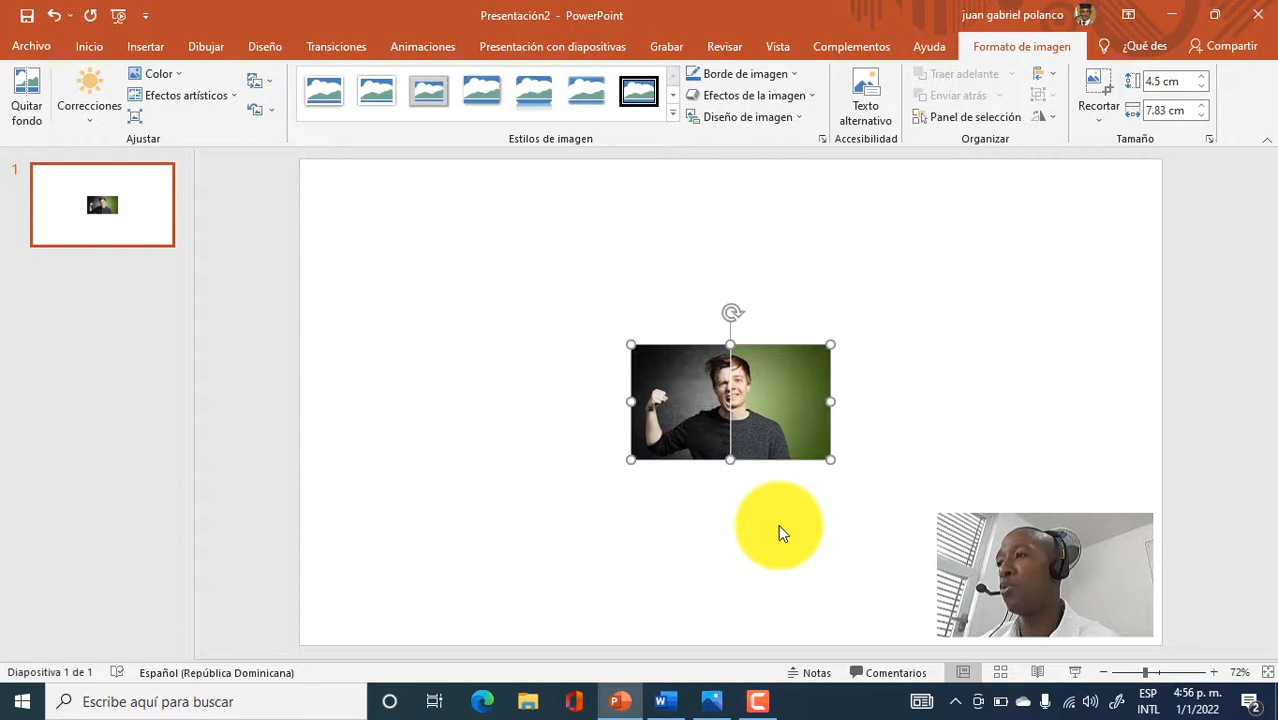 Presentación2 - PowerPoint
juan gabriel polanco
Archivo Inicio Insertar Dibujar Diseño Transiciones Animaciones Presentación con diapositivas Grabar Revisar Vista Complementos Ayuda Formato de imagen ¿Qué des Compartir
Quitar fondo
Correcciones
Color
Efectos artísticos
Ajustar
Estilos de imagen
Borde de imagen
Efectos de la imagen
Diseño de imagen
Texto alternativo
Accesibilidad
Traer adelante
Enviar atrás
Panel de selección
Organizar
Recortar
4.5 cm
7.83 cm
Tamaño
1
Diapositiva 1 de 1 Español (República Dominicana) Notas Comentarios 72%
Escribe aquí para buscar
ESP
INTL
4:56 p. m.
1/1/2022
2